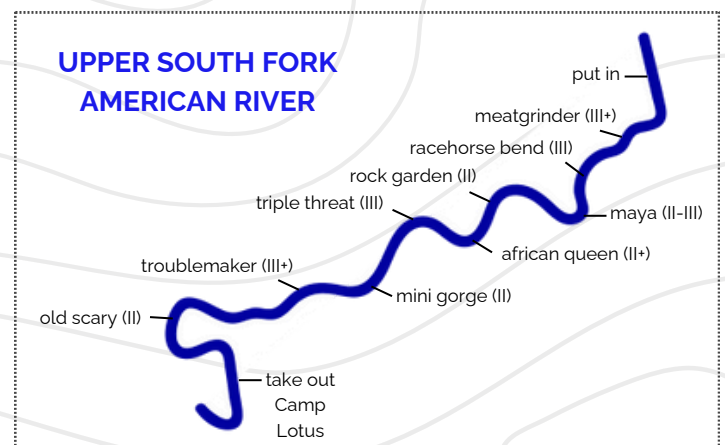 UPPER SOUTH FORK
AMERICAN RIVER
put in
meatgrinder (III+)
racehorse bend (III)
rock garden (II)
maya (II-III)
triple threat (III)
african queen (II+)
troublemaker (III+)
mini gorge (II)
old scary (II)
take out
Camp
Lotus